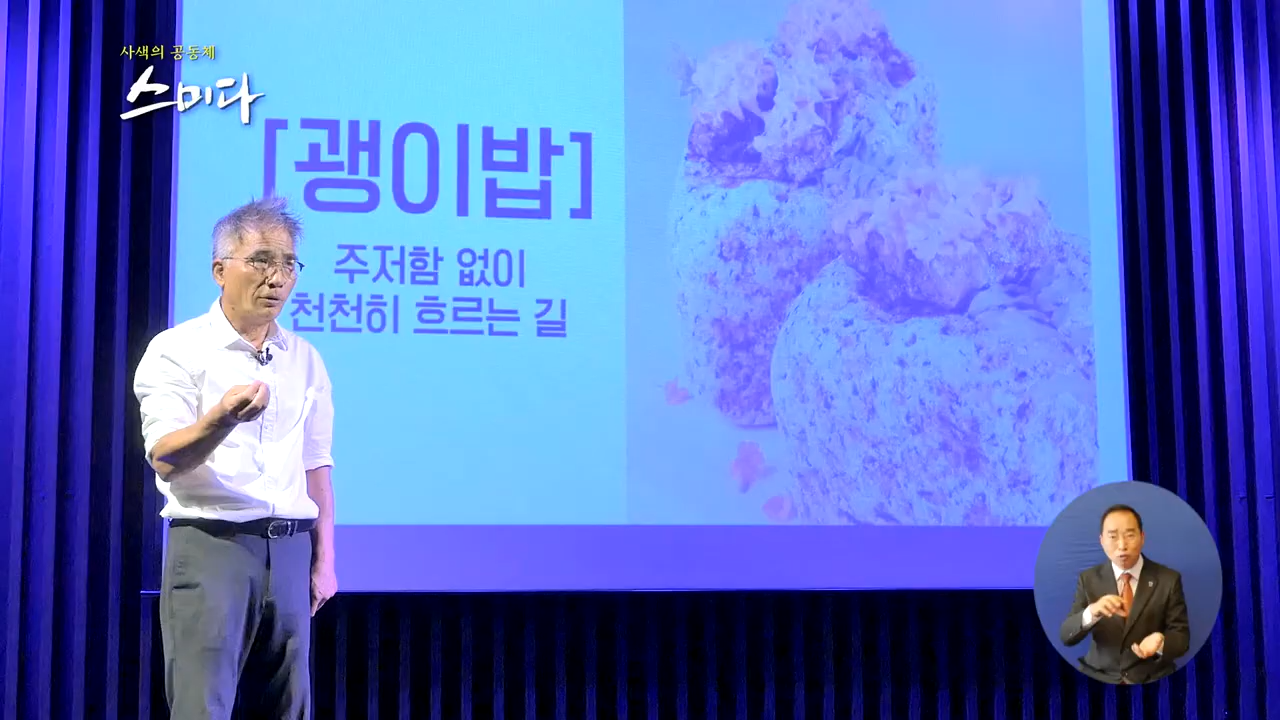 사색의 공동체
스미다
[괭이밥]
주저함 없이
천천히 흐르는 길